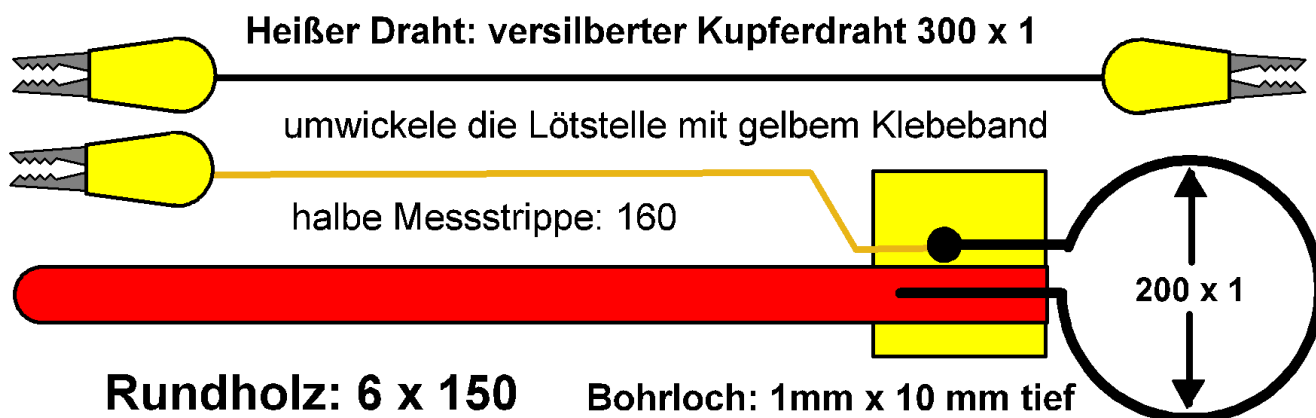 Heißer Draht: versilberter Kupferdraht 300 x 1
umwickele die Lötstelle mit gelbem Klebeband
halbe Messstrippe: 160
200 x 1
Rundholz: 6 x 150
Bohrloch: 1mm x 10 mm tief